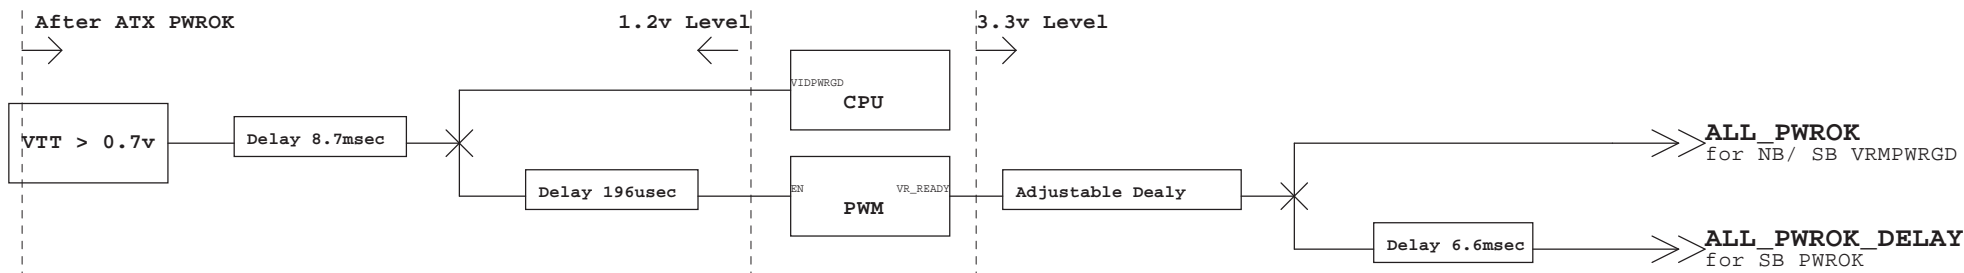 After ATX PWROK
1.2v Level
3.3v Level
VIDPWRGD
CPU
VTT > 0.7v
Delay 8.7msec
ALL_PWROK
for NB/ SB VRMPWRGD
Delay 196usec
EN
VR_READY
PWM
Adjustable Dealy
Delay 6.6msec
ALL_PWROK_DELAY
for SB PWROK